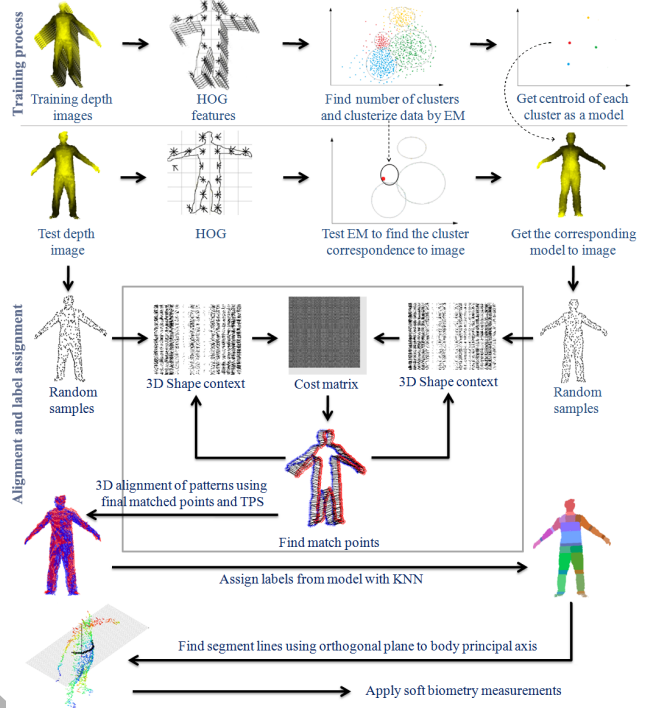 Training process
Training depth
images
HOG
features
Find number of clusters
and clusterize data by EM
Get centroid of each
cluster as a model
Test depth
image
HOG
Test EM to find the cluster
correspondence to image
Get the corresponding
model to image
Alignment and label assignment
Random
samples
3D Shape context
Cost matrix
3D Shape context
Random
samples
3D alignment of patterns using
final matched points and TPS
Find match points
Assign labels from model with KNN
Find segment lines using orthogonal plane to body principal axis
Apply soft biometry measurements